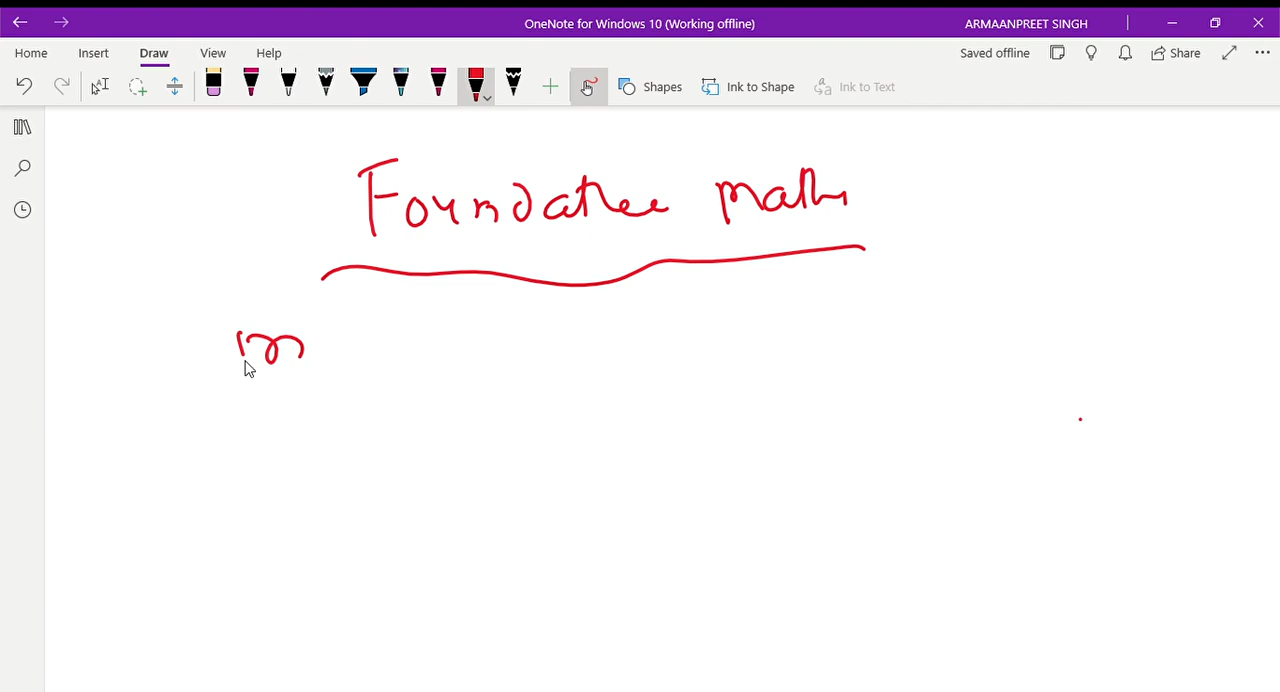 OneNote for Windows 10 (Working offline) ARMAANPREET SINGH
Home Insert Draw View Help Saved offline Share
Shapes Ink to Shape Ink to Text
Foundation maths
m